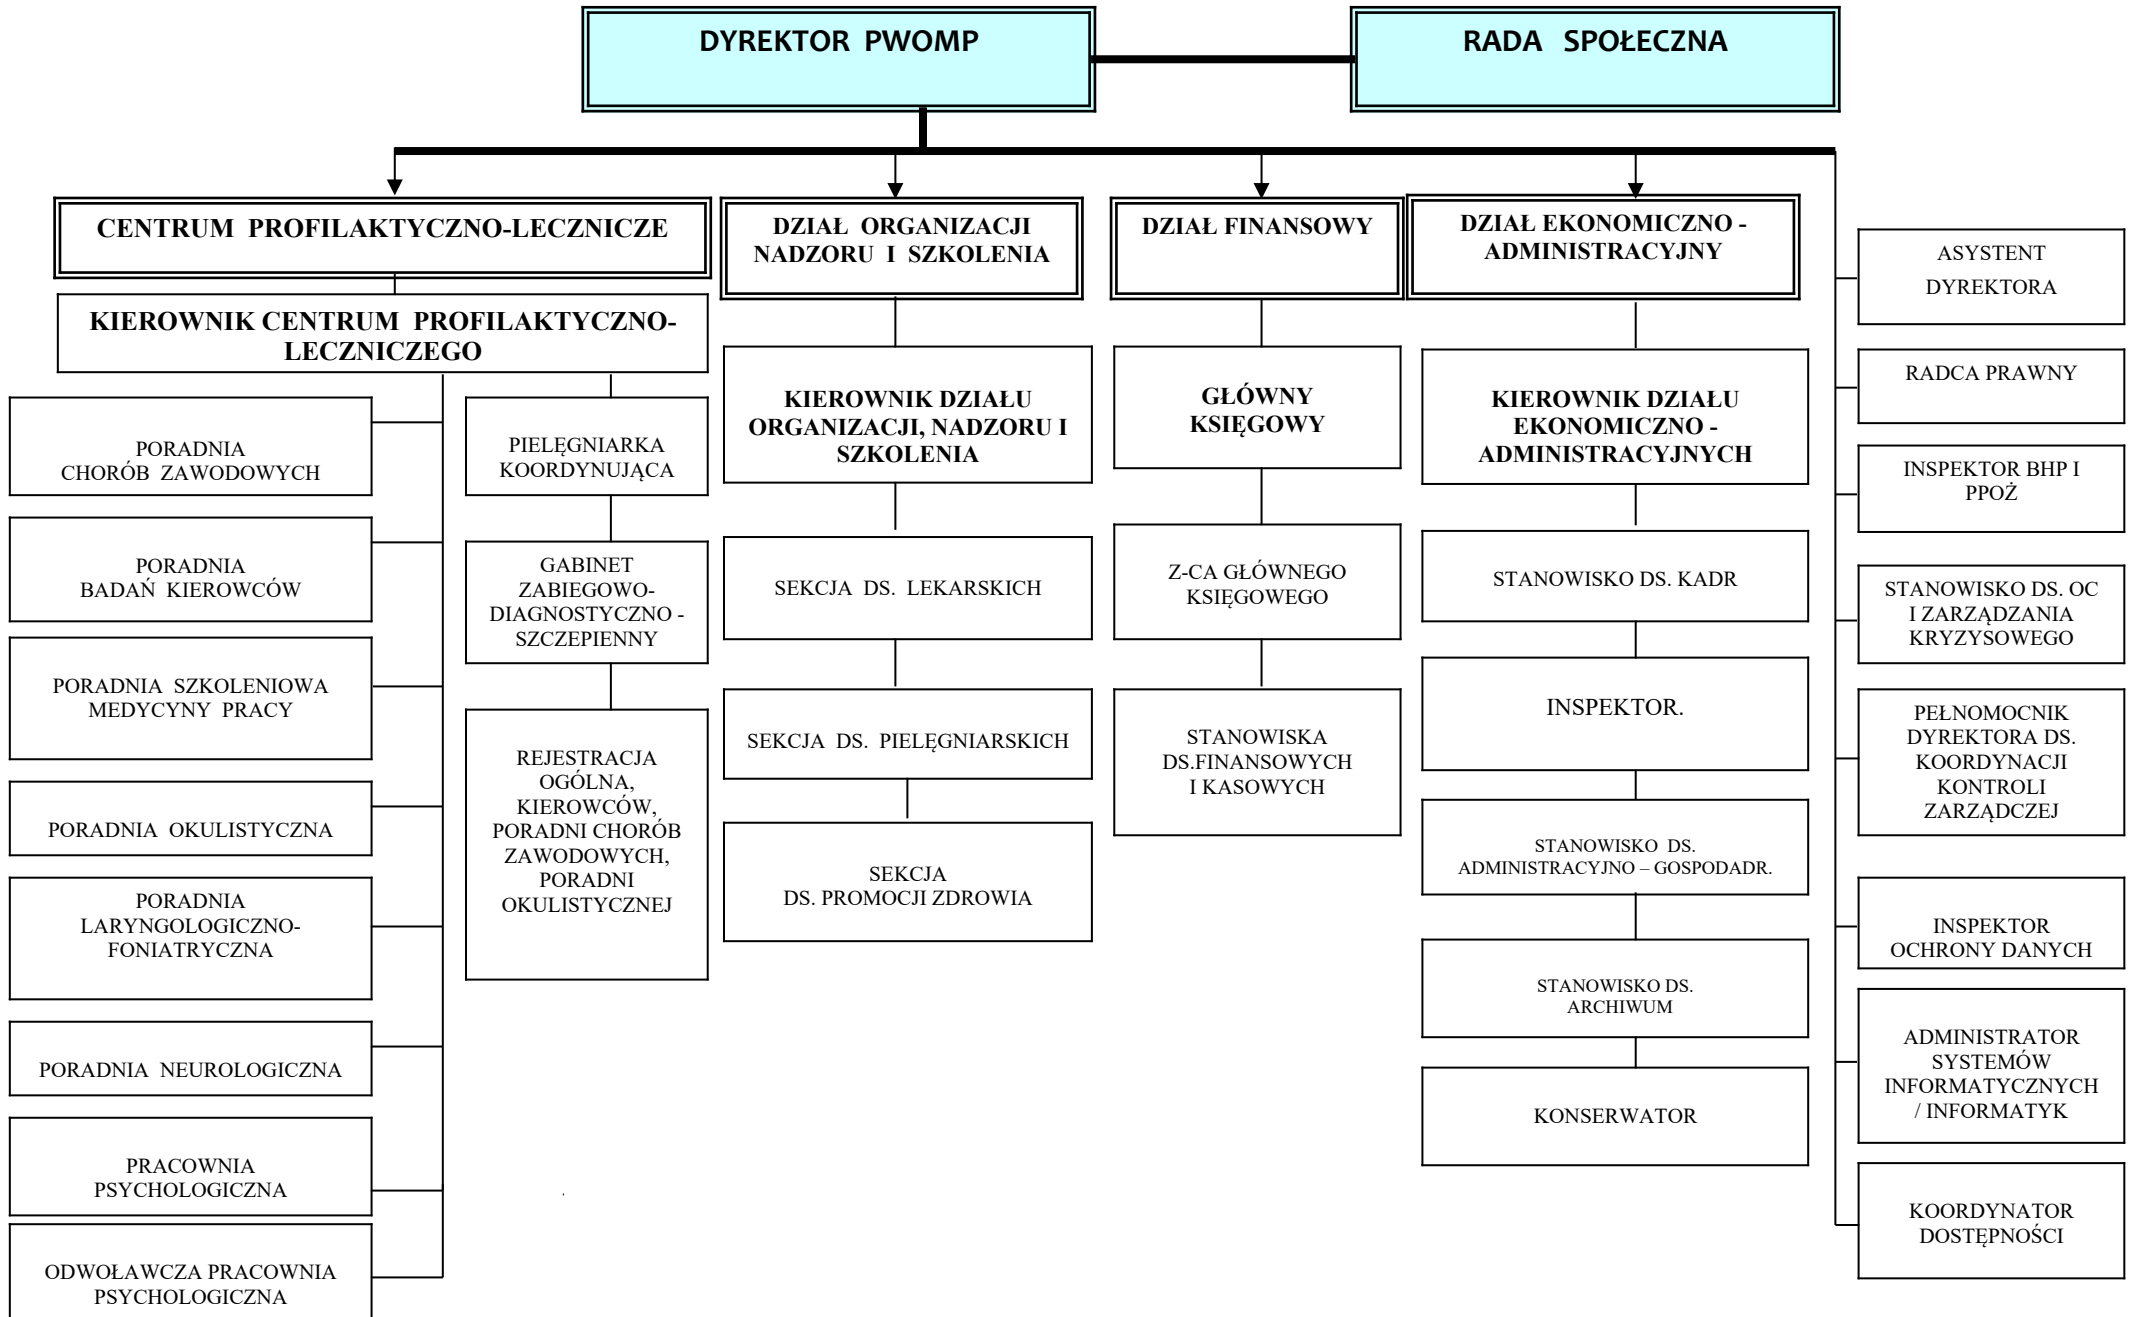 DYREKTOR PWOMP
RADA SPOŁECZNA
CENTRUM PROFILAKTYCZNO-LECZNICZE
KIEROWNIK CENTRUM PROFILAKTYCZNO-
LECZNICZEGO
PORADNIA
CHORÓB ZAWODOWYCH
PORADNIA
BADAŃ KIEROWCÓW
PORADNIA SZKOLENIOWA
MEDYCYNY PRACY
PORADNIA OKULISTYCZNA
PORADNIA
LARYNGOLOGICZNO-
FONIATRYCZNA
PORADNIA NEUROLOGICZNA
PRACOWNIA
PSYCHOLOGICZNA
ODWOŁAWCZA PRACOWNIA
PSYCHOLOGICZNA
PIELĘGNIARKA
KOORDYNUJĄCA
GABINET
ZABIEGOWO-
DIAGNOSTYCZNO -
SZCZEPIENNY
REJESTRACJA
OGÓLNA,
KIEROWCÓW,
PORADNI CHORÓB
ZAWODOWYCH,
PORADNI
OKULISTYCZNEJ
DZIAŁ ORGANIZACJI
NADZORU I SZKOLENIA
KIEROWNIK DZIAŁU
ORGANIZACJI, NADZORU I
SZKOLENIA
SEKCJA DS. LEKARSKICH
SEKCJA DS. PIELĘGNIARSKICH
SEKCJA
DS. PROMOCJI ZDROWIA
DZIAŁ FINANSOWY
GŁÓWNY
KSIĘGOWY
Z-CA GŁÓWNEGO
KSIĘGOWEGO
STANOWISKA
DS.FINANSOWYCH
I KASOWYCH
DZIAŁ EKONOMICZNO -
ADMINISTRACYJNY
KIEROWNIK DZIAŁU
EKONOMICZNO -
ADMINISTRACYJNYCH
STANOWISKO DS. KADR
INSPEKTOR.
STANOWISKO DS.
ADMINISTRACYJNO – GOSPODADR.
STANOWISKO DS.
ARCHIWUM
KONSERWATOR
ASYSTENT
DYREKTORA
RADCA PRAWNY
INSPEKTOR BHP I
PPOŻ
STANOWISKO DS. OC
I ZARZĄDZANIA
KRYZYSOWEGO
PEŁNOMOCNIK
DYREKTORA DS.
KOORDYNACJI
KONTROLI
ZARZĄDCZEJ
INSPEKTOR
OCHRONY DANYCH
ADMINISTRATOR
SYSTEMÓW
INFORMATYCZNYCH
/ INFORMATYK
KOORDYNATOR
DOSTĘPNOŚCI